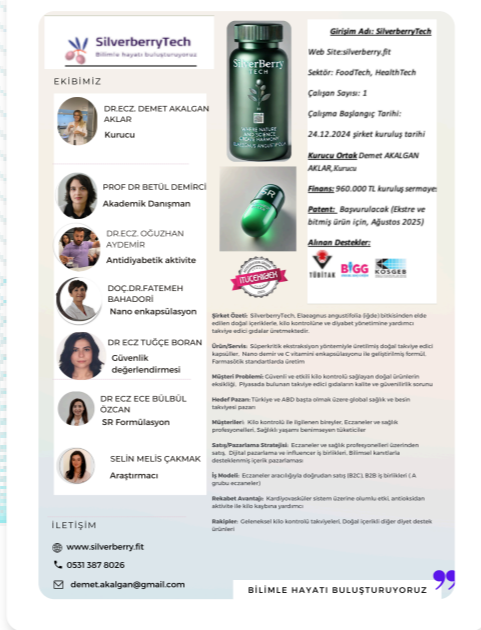 SilverberryTech
Bilimle hayatı buluşturuyoruz
EKİBİMİZ
DR.ECZ. DEMET AKALGAN
AKLAR
Kurucu
PROF DR BETÜL DEMİRCİ
Akademik Danışman
DR.ECZ. OĞUZHAN
AYDEMİR
Antidiyabetik aktivite
DOÇ.DR.FATEMEH
BAHADORİ
Nano enkapsülasyon
DR ECZ TUĞÇE BORAN
Güvenlik
değerlendirmesi
DR ECZ ECE BÜLBÜL
ÖZCAN
SR Formülasyon
SELİN MELİS ÇAKMAK
Araştırmacı
İLETİŞİM
www.silverberry.fit
0531 387 8026
demet.akalgan@gmail.com
SilverBerry
TECH
WHERE NATURE
AND SCIENCE
CREATE HARMONY
SR
İTÜÇEKİRDEK
Girişim Adı: SilverberryTech
Web Site:silverberry.fit
Sektör: FoodTech, HealthTech
Çalışan Sayısı: 1
Çalışma Başlangıç Tarihi:
24.12.2024 şirket kuruluş tarihi
Kurucu Ortak Demet AKALGAN
AKLAR,Kurucu
Finans: 960.000 TL kuruluş sermayes
Patent: Başvurulacak (Ekstre ve
bitmiş ürün için, Ağustos 2025)
Alınan Destekler:
TÜBİTAK
BiGG
KOSGEB
Şirket Özeti: SilverberryTech, Elaeagnus angustifolia (iğde) bitkisinden elde
edilen doğal içeriklerle, kilo kontrolüne ve diyabet yönetimine yardımcı
takviye edici gıdalar üretmektedir.
Ürün/Servis: Süperkritik ekstraksiyon yöntemiyle üretilmiş doğal takviye edici
kapsüller. Nano demir ve C vitamini enkapsülasyonu ile geliştirilmiş formül.
Farmasötik standartlarda üretim
Müşteri Problemi: Güvenli ve etkili kilo kontrolü sağlayan doğal ürünlerin
eksikliği. Piyasada bulunan takviye edici gıdaların kalite ve güvenilirlik sorunu
Hedef Pazar: Türkiye ve ABD başta olmak üzere global sağlık ve besin
takviyesi pazarı
Müşteriler: Kilo kontrolü ile ilgilenen bireyler, Eczaneler ve sağlık
profesyonelleri. Sağlıklı yaşamı benimseyen tüketiciler
Satış/Pazarlama Stratejisi: Eczaneler ve sağlık profesyonelleri üzerinden
satış, Dijital pazarlama ve influencer iş birlikleri, Bilimsel kanıtlarla
desteklenmiş içerik pazarlaması
İş Modeli: Eczaneler aracılığıyla doğrudan satış (B2C), B2B iş birlikleri ( A
grubu eczaneler)
Rekabet Avantajı: Kardiyovasküler sistem üzerine olumlu etki, antioksidan
aktivite ile kilo kaybına yardımcı
Rakipler: Geleneksel kilo kontrolü takviyeleri, Doğal içerikli diğer diyet destek
ürünleri
BİLİMLE HAYATI BULUŞTURUYORUZ